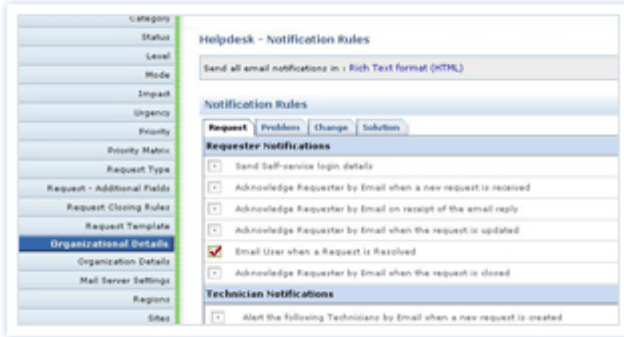 Category
Status
Level
Mode
Impact
Urgency
Priority
Priority Matrix
Request Type
Request - Additional Fields
Request Closing Rules
Request Template
Organizational Details
Organization Details
Mail Server Settings
Regions
Sites
Helpdesk - Notification Rules
Send all email notifications in : Rich Text format (HTML)
Notification Rules
Request Problem Change Solution
Requester Notifications
Send Self-service login details
Acknowledge Requester by Email when a new request is received
Acknowledge Requester by Email on receipt of the email reply
Acknowledge Requester by Email when the request is updated
Email User when a Request is Resolved
Acknowledge Requester by Email when the request is closed
Technician Notifications
Alert the following Technicians by Email when a new request is created